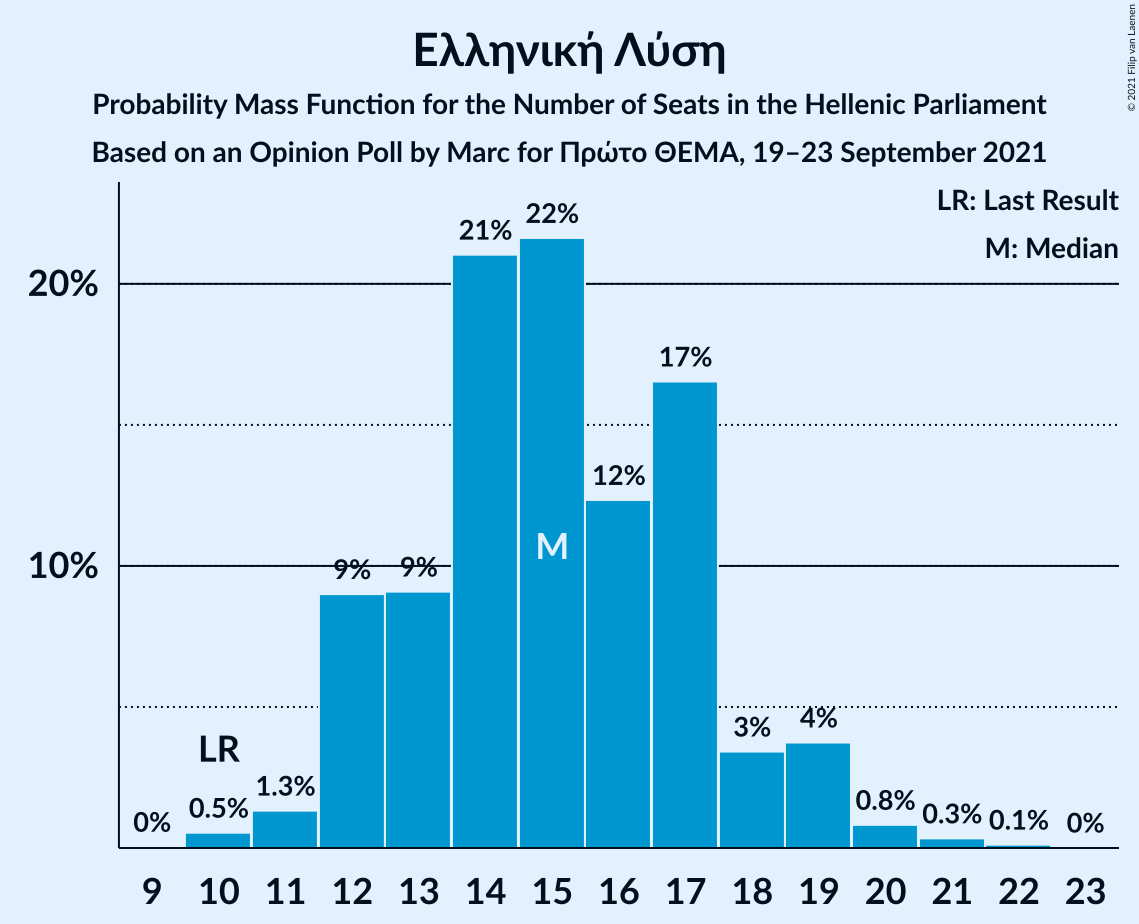 Ελληνική Λύση
Probability Mass Function for the Number of Seats in the Hellenic Parliament
Based on an Opinion Poll by Marc for Πρώτο ΘΕΜΑ, 19–23 September 2021
© 2021 Filip van Laenen
LR: Last Result
M: Median
20%
10%
0%
0.5%
1.3%
9%
9%
21%
22%
12%
17%
3%
4%
0.8%
0.3%
0.1%
0%
LR
M
9 10 11 12 13 14 15 16 17 18 19 20 21 22 23